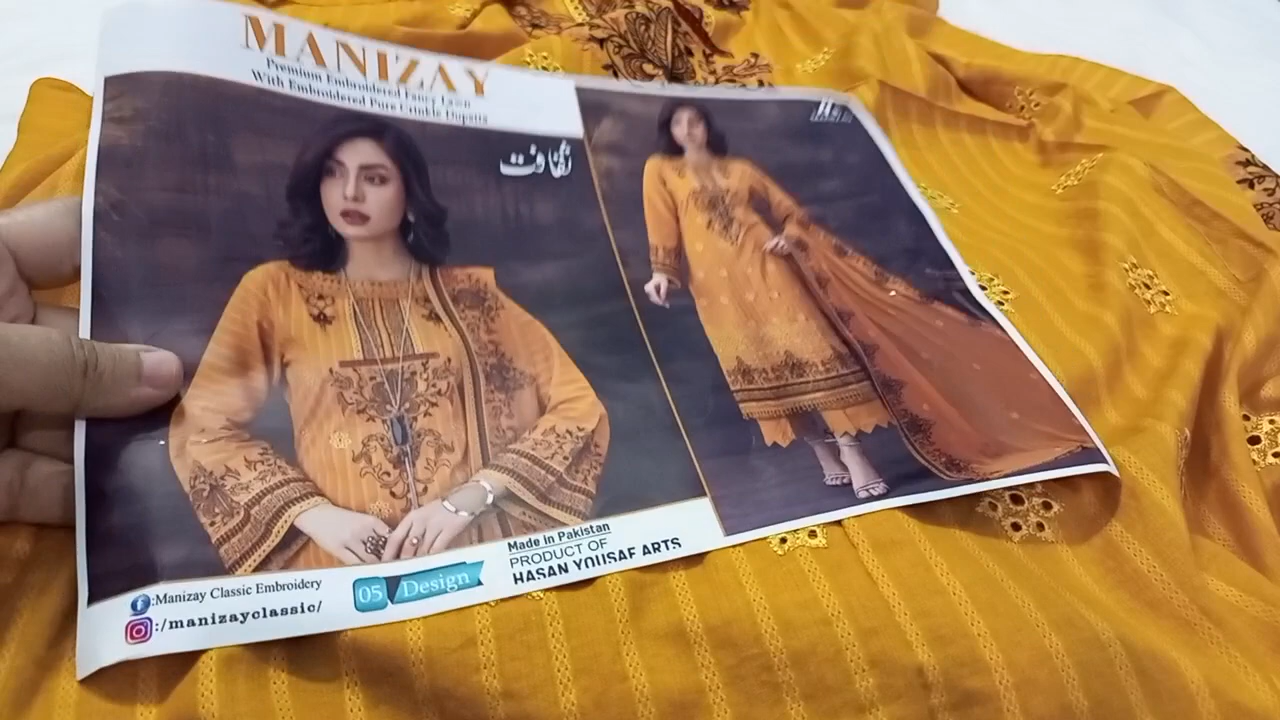 MANIZAY
Premium Embroidered Fancy Lawn
With Embroidered Pure Crinkle Dupatta
ثقافت
:Manizay Classic Embroidery
:/manizayclassic/
05 Design
Made in Pakistan
PRODUCT OF
HASAN YOUSAF ARTS